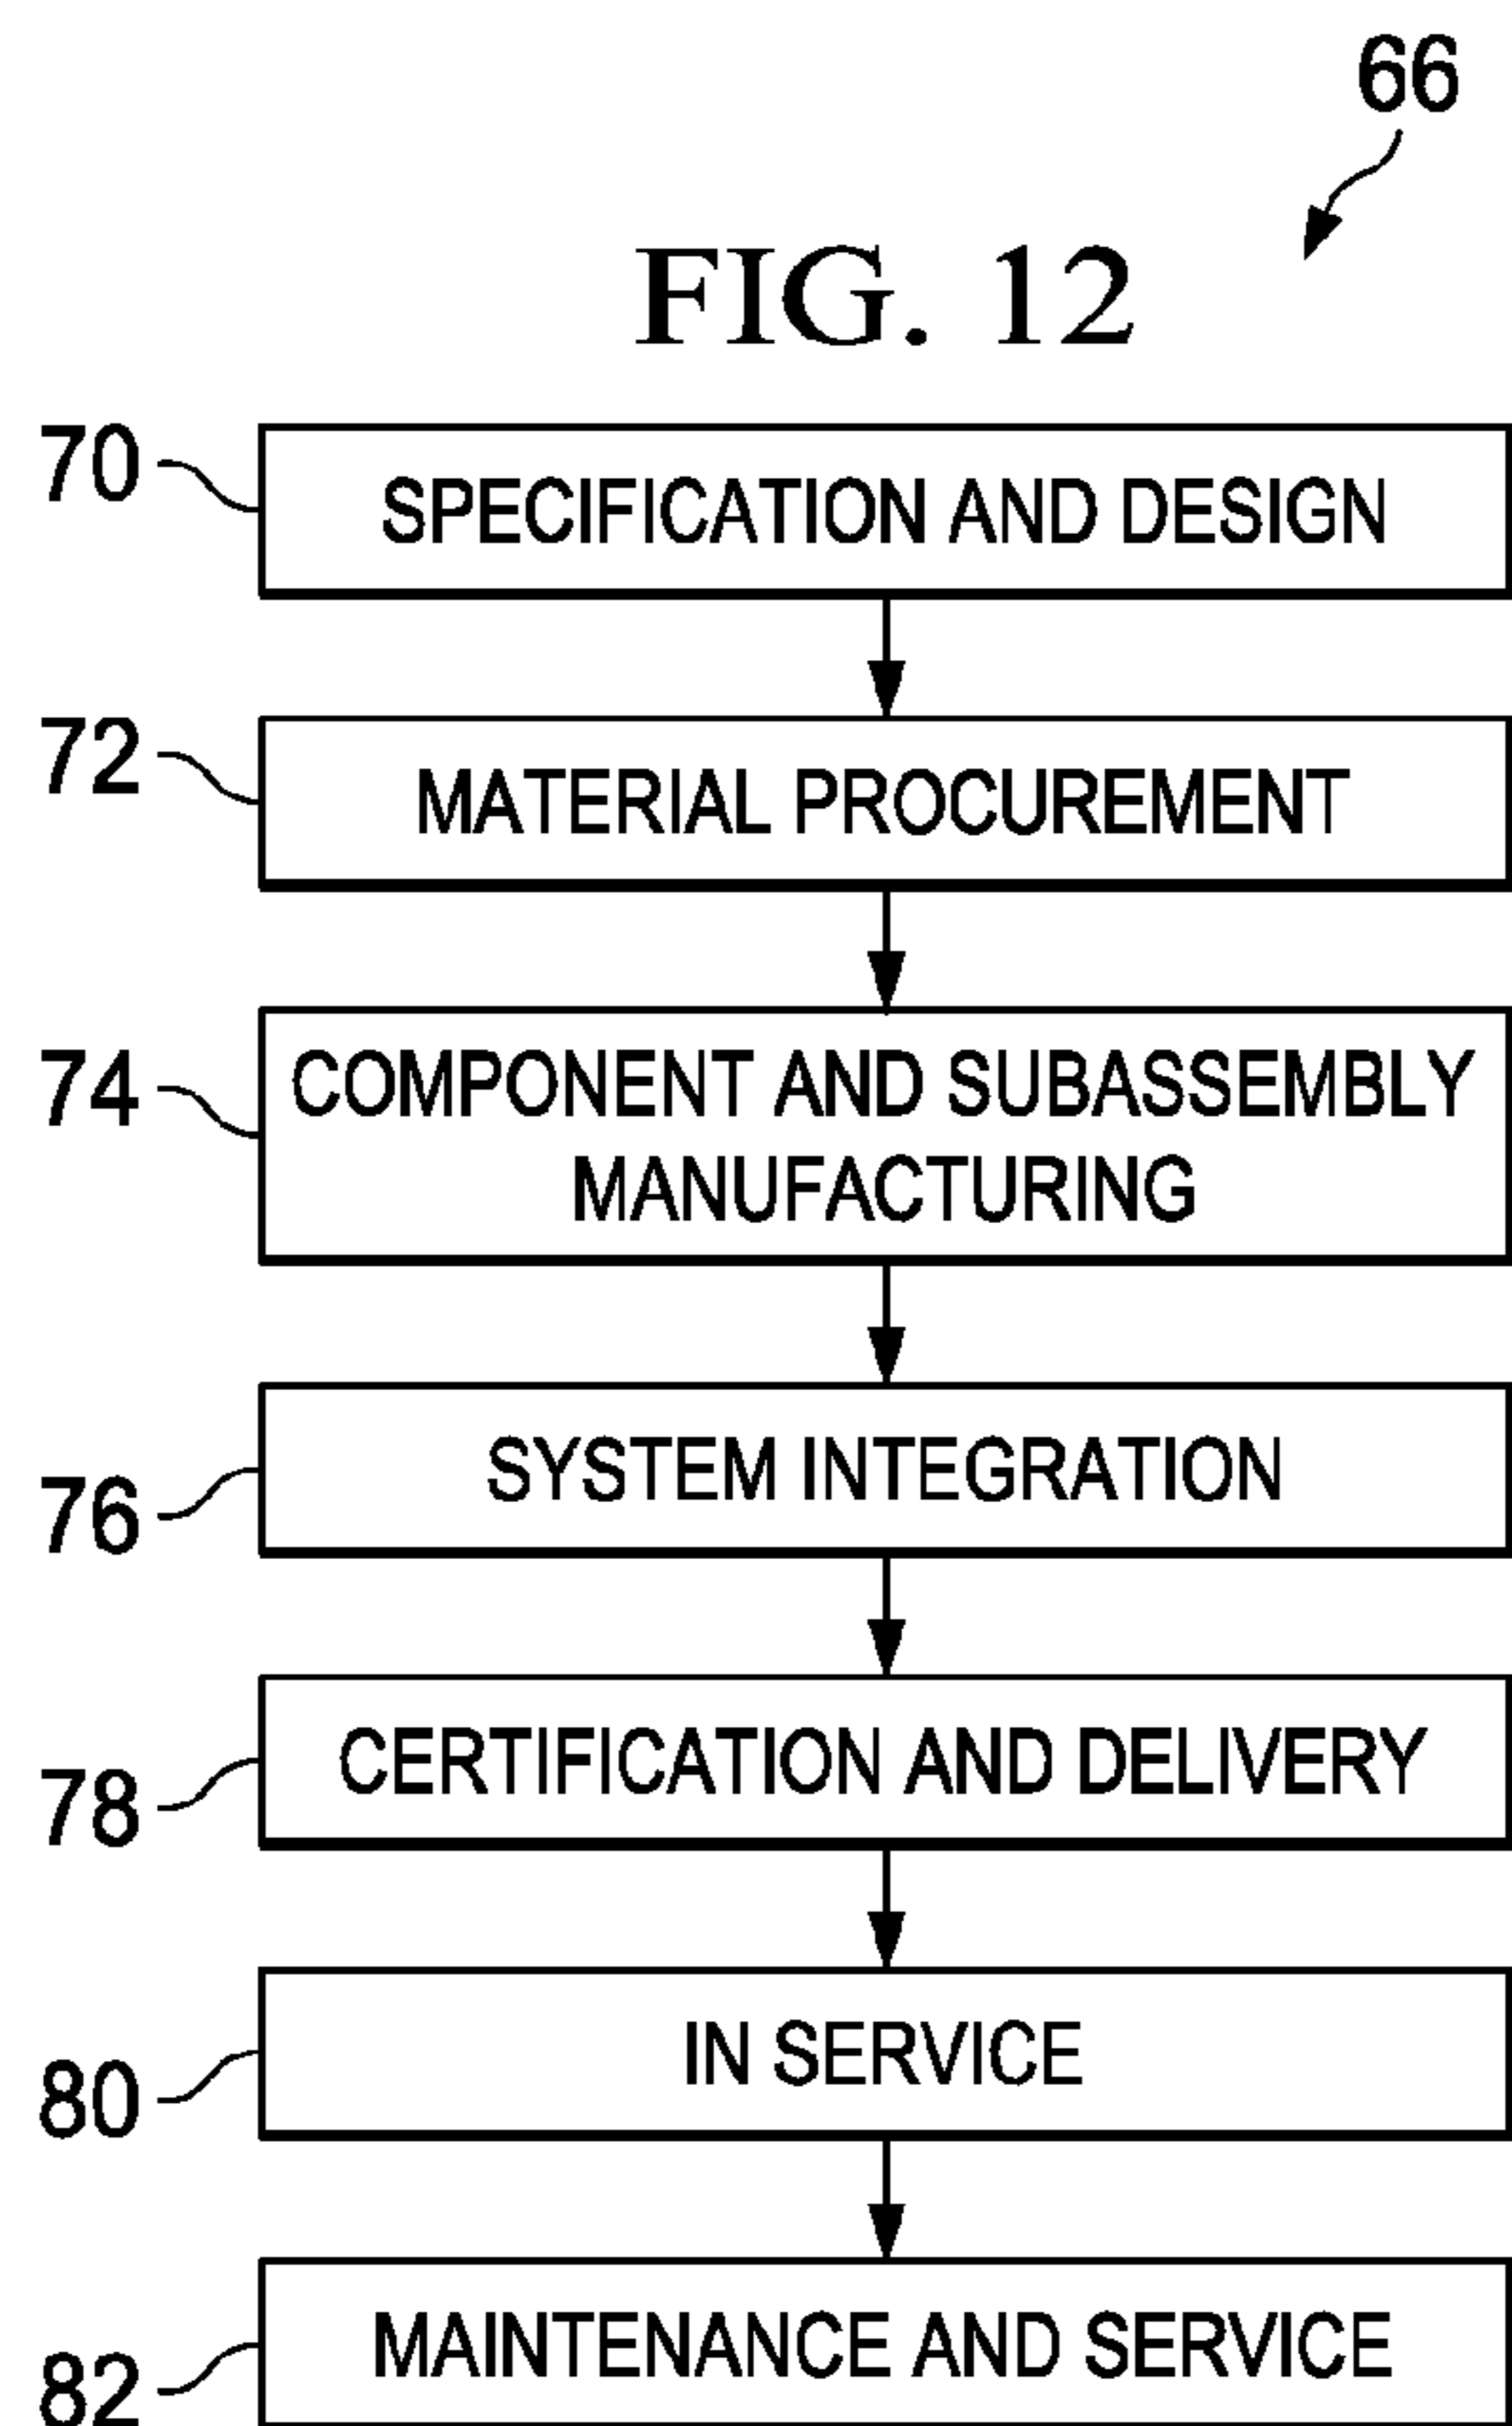 66
FIG. 12
70
SPECIFICATION AND DESIGN
72
MATERIAL PROCUREMENT
74
COMPONENT AND SUBASSEMBLY
MANUFACTURING
76
SYSTEM INTEGRATION
78
CERTIFICATION AND DELIVERY
80
IN SERVICE
82
MAINTENANCE AND SERVICE